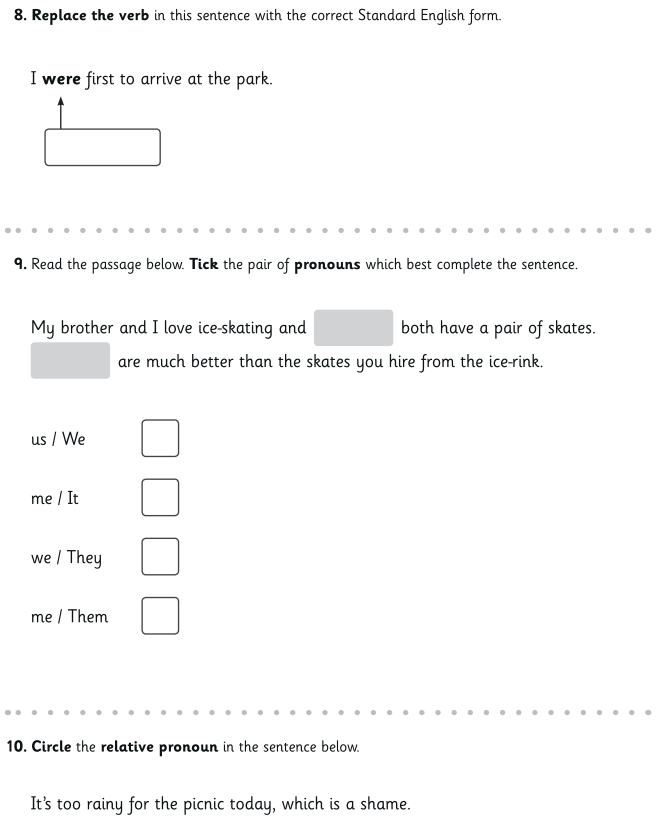 8. Replace the verb in this sentence with the correct Standard English form.
I were first to arrive at the park.
9. Read the passage below. Tick the pair of pronouns which best complete the sentence.
My brother and I love ice-skating and both have a pair of skates.
are much better than the skates you hire from the ice-rink.
us / We
me / It
we / They
me / Them
10. Circle the relative pronoun in the sentence below.
It's too rainy for the picnic today, which is a shame.